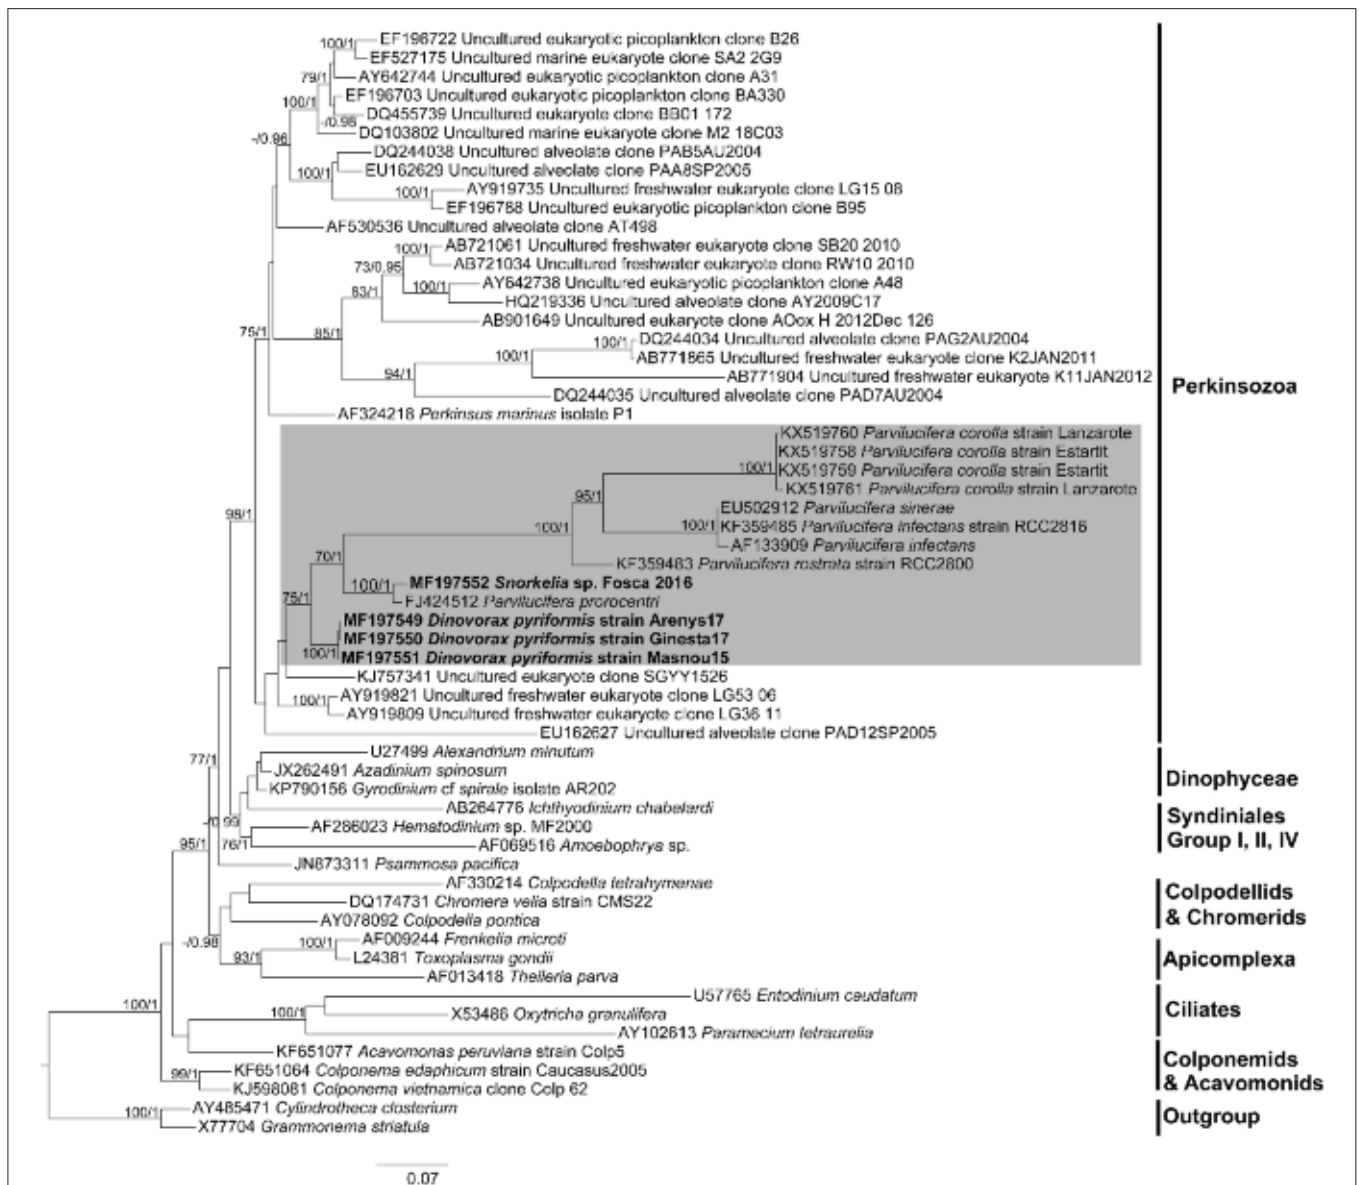 100/1
EF196722 Uncultured eukaryotic picoplankton clone B26
EF527175 Uncultured marine eukaryote clone SA2 2G9
79/1
AY642744 Uncultured eukaryotic picoplankton clone A31
EF196703 Uncultured eukaryotic picoplankton clone BA330
100/1
DQ455739 Uncultured eukaryote clone BB01 172
-/0.98
DQ103802 Uncultured marine eukaryote clone M2 18C03
-/0.96
DQ244038 Uncultured alveolate clone PAB5AU2004
100/1
EU162629 Uncultured alveolate clone PAA8SP2005
100/1
AY919735 Uncultured freshwater eukaryote clone LG15 08
EF196788 Uncultured eukaryotic picoplankton clone B95
AF530536 Uncultured alveolate clone AT498
100/1
AB721061 Uncultured freshwater eukaryote clone SB20 2010
73/0.95
AB721034 Uncultured freshwater eukaryote clone RW10 2010
83/1
100/1
AY642738 Uncultured eukaryotic picoplankton clone A48
HQ219336 Uncultured alveolate clone AY2009C17
AB901649 Uncultured eukaryote clone AOox H 2012Dec 126
75/1
85/1
100/1
DQ244034 Uncultured alveolate clone PAG2AU2004
100/1
AB771865 Uncultured freshwater eukaryote clone K2JAN2011
94/1
AB771904 Uncultured freshwater eukaryote K11JAN2012
DQ244035 Uncultured alveolate clone PAD7AU2004
Perkinsozoa
AF324218 Perkinsus marinus isolate P1
KX519760 Parvilucifera corolla strain Lanzarote
KX519758 Parvilucifera corolla strain Estartit
100/1
KX519759 Parvilucifera corolla strain Estartit
KX519761 Parvilucifera corolla strain Lanzarote
95/1
EU502912 Parvilucifera sinerae
98/1
100/1
100/1
KF359485 Parvilucifera infectans strain RCC2816
AF133909 Parvilucifera infectans
70/1
KF359483 Parvilucifera rostrata strain RCC2800
100/1
MF197552 Snorkelia sp. Fosca 2016
75/1
FJ424512 Parvilucifera prorocentri
MF197549 Dinovorax pyriformis strain Arenys17
MF197550 Dinovorax pyriformis strain Ginesta17
100/1
MF197551 Dinovorax pyriformis strain Masnou15
KJ757341 Uncultured eukaryote clone SGYY1526
100/1
AY919821 Uncultured freshwater eukaryote clone LG53 06
AY919809 Uncultured freshwater eukaryote clone LG36 11
EU162627 Uncultured alveolate clone PAD12SP2005
77/1
U27499 Alexandrium minutum
JX262491 Azadinium spinosum
KP790156 Gyrodinium cf spirale isolate AR202
Dinophyceae
AB264776 Ichthyodinium chabelardi
-/0.99
AF286023 Hematodinium sp. MF2000
95/1
76/1
AF069516 Amoebophrya sp.
Syndiniales
Group I, II, IV
JN873311 Psammosa pacifica
AF330214 Colpodella tetrahymenae
DQ174731 Chromera velia strain CMS22
AY078092 Colpodella pontica
Colpodellids
& Chromerids
-/0.98
100/1
AF009244 Frenkelia microti
93/1
L24381 Toxoplasma gondii
AF013418 Theileria parva
Apicomplexa
100/1
U57765 Entodinium caudatum
100/1
X53486 Oxytricha granulifera
AY102613 Paramecium tetraurelia
Ciliates
KF651077 Acavomonas peruviana strain Colp5
99/1
KF651064 Colponema edaphicum strain Caucasus2005
KJ598081 Colponema vietnamica clone Colp 62
Colponemids
& Acavomonids
100/1
AY485471 Cylindrotheca closterium
X77704 Grammonema striatula
Outgroup
0.07